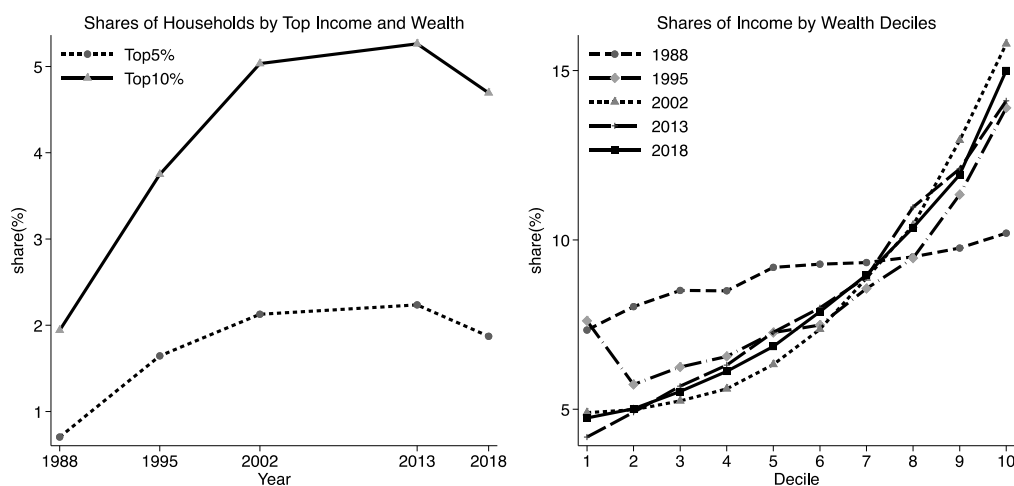 Shares of Households by Top Income and Wealth
Top5%
Top10%
5
4
3
2
1
share(%)
1988
1995
2002
2013
2018
Year
Shares of Income by Wealth Deciles
1988
1995
2002
2013
2018
15
10
5
share(%)
1 2 3 4 5 6 7 8 9 10
Decile